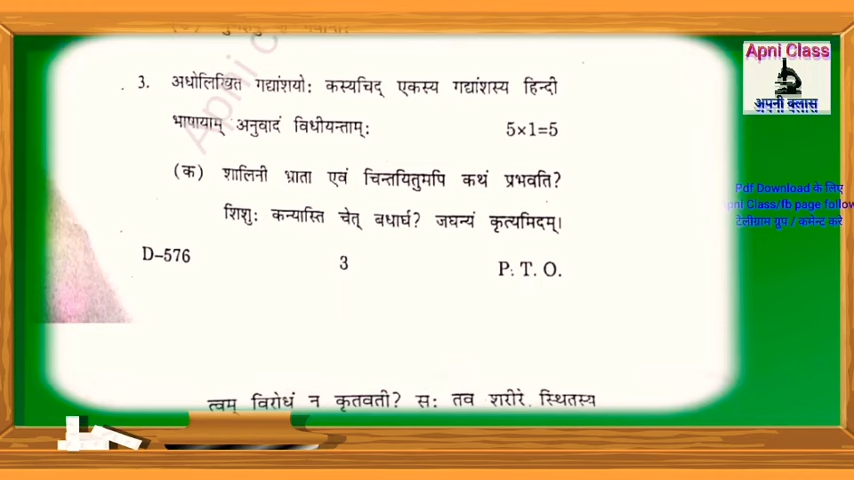 Apni Class
अपनी क्लास
3. अधोलिखित गद्यांशयो: कस्यचिद् एकस्य गद्यांशस्य हिन्दी
भाषायाम् अनुवादं विधीयन्ताम्: 5×1=5
(क) शालिनी भ्राता एवं चिन्तयितुमपि कथं प्रभवति?
शिशु: कन्यास्ति चेत् बधार्घ? जघन्यं कृत्यमिदम्।
D–576 3 P. T. O.
त्वम् विरोधं न कृतवती? स: तव शरीरे स्थितस्य
Pdf Download के लिए
pni Class/fb page follow
टेलीग्राम ग्रुप / कमेन्ट करे
Apni C